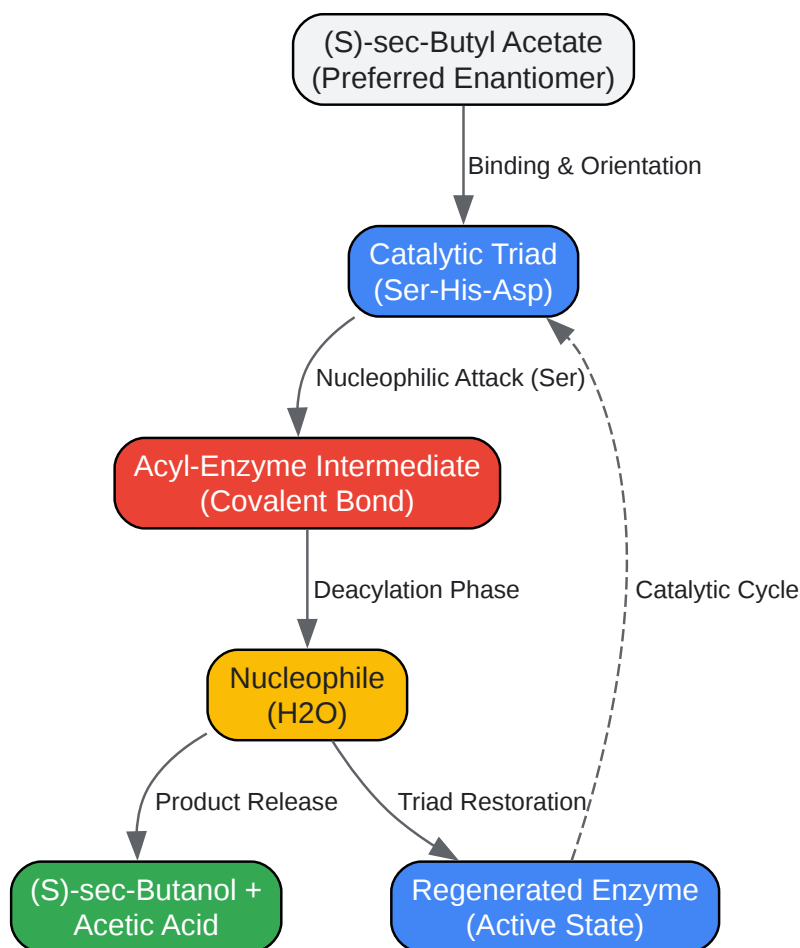 (S)-sec-Butyl Acetate
(Preferred Enantiomer)
Binding & Orientation
Catalytic Triad
(Ser-His-Asp)
Nucleophilic Attack (Ser)
Acyl-Enzyme Intermediate
(Covalent Bond)
Deacylation Phase
Catalytic Cycle
Nucleophile
(H2O)
Product Release
Triad Restoration
(S)-sec-Butanol +
Acetic Acid
Regenerated Enzyme
(Active State)